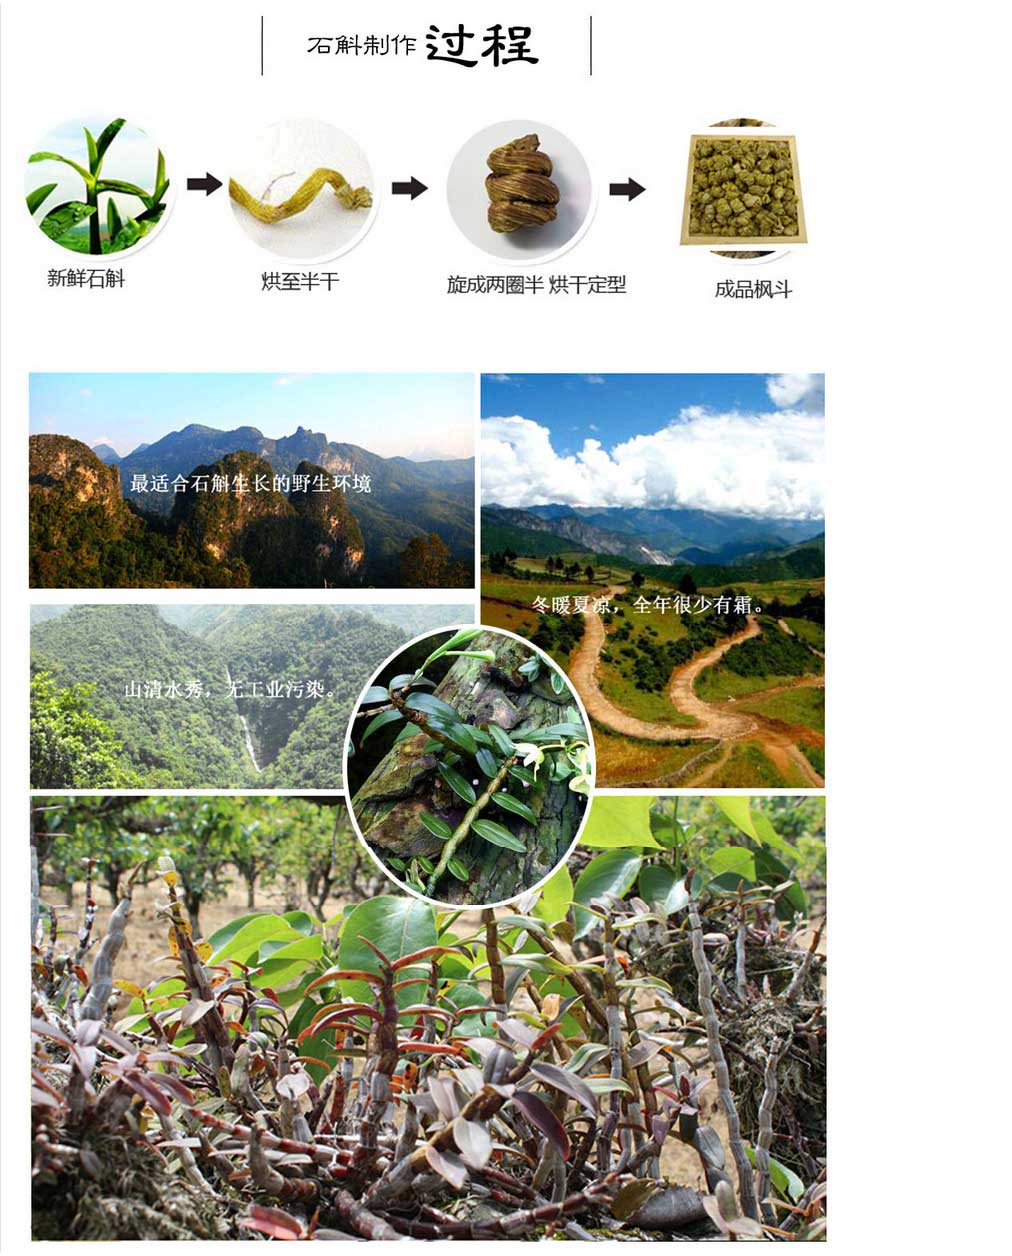 石斛制作 过程
新鲜石斛
烘至半干
旋成两圈半 烘干定型
成品枫斗
最适合石斛生长的野生环境
冬暖夏凉，全年很少有霜。
山清水秀，无工业污染。